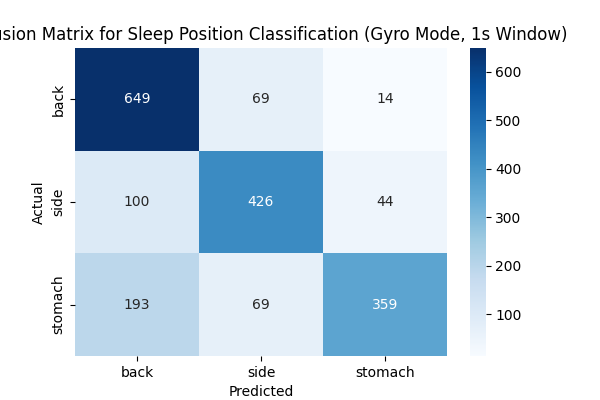 usion Matrix for Sleep Position Classification (Gyro Mode, 1s Window)
back 649 69 14
side 100 426 44
stomach 193 69 359
Actual
back side stomach
Predicted
600
500
400
300
200
100